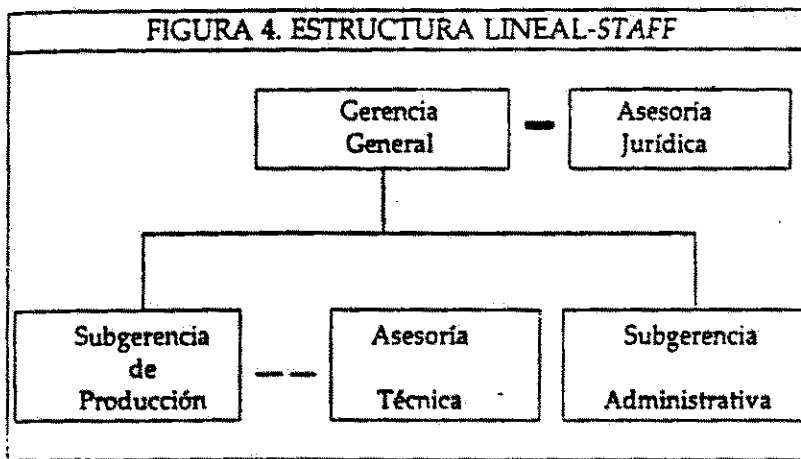 FIGURA 4. ESTRUCTURA LINEAL-STAFF
Gerencia
General
Asesoría
Jurídica
Subgerencia
de
Producción
Asesoría
Técnica
Subgerencia
Administrativa